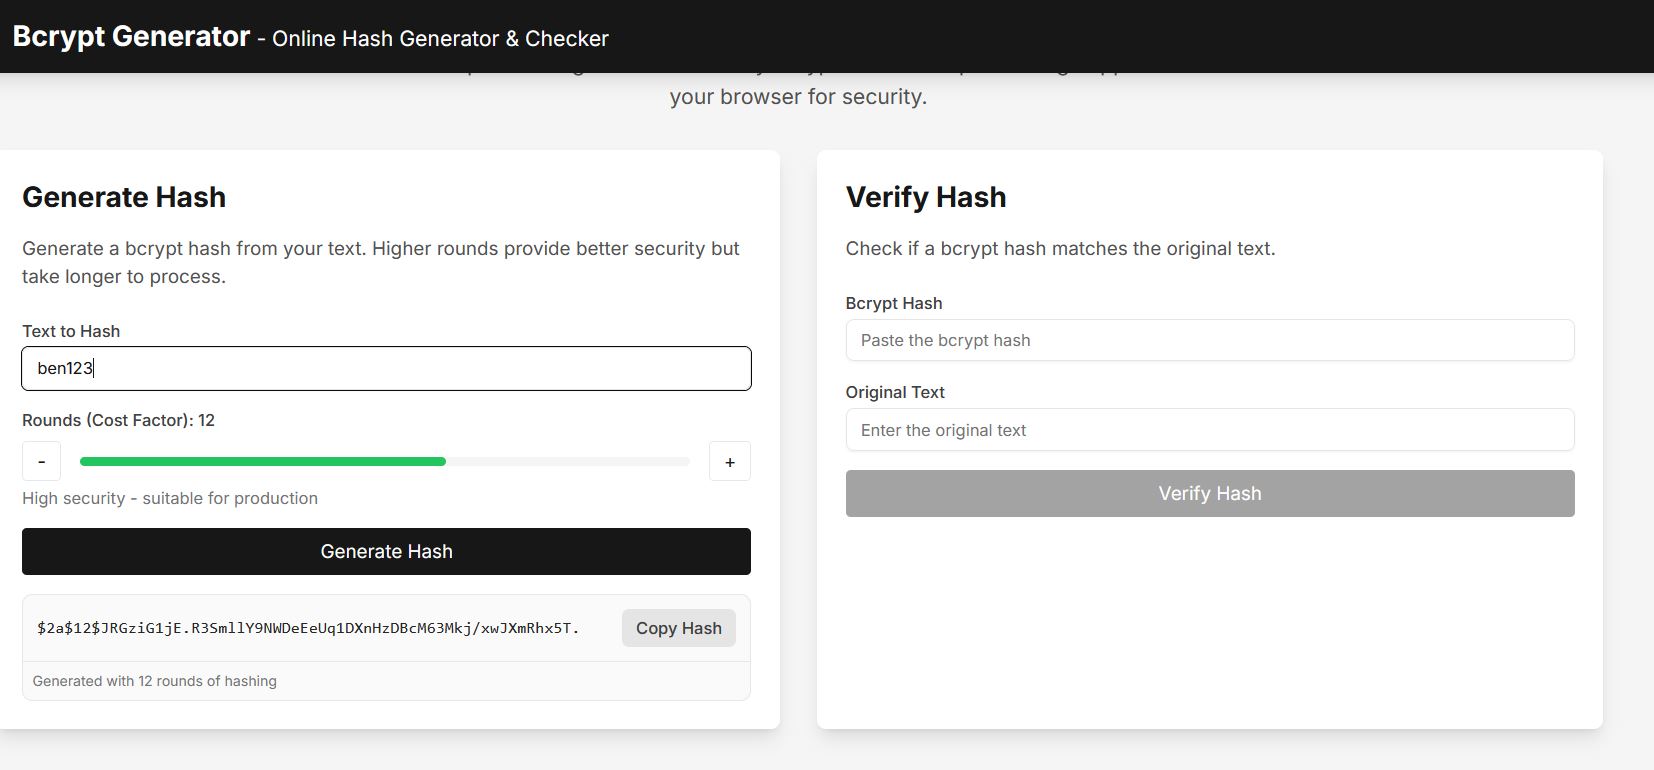 Bcrypt Generator - Online Hash Generator & Checker
your browser for security.
Generate Hash
Generate a bcrypt hash from your text. Higher rounds provide better security but
take longer to process.
Text to Hash
ben123
Rounds (Cost Factor): 12
- +
High security - suitable for production
Generate Hash
$2a$12$JRGziG1jE.R3SmllY9NWDeEeUq1DXnHzDBcM63Mkj/xwJXmRhx5T. Copy Hash
Generated with 12 rounds of hashing
Verify Hash
Check if a bcrypt hash matches the original text.
Bcrypt Hash
Paste the bcrypt hash
Original Text
Enter the original text
Verify Hash